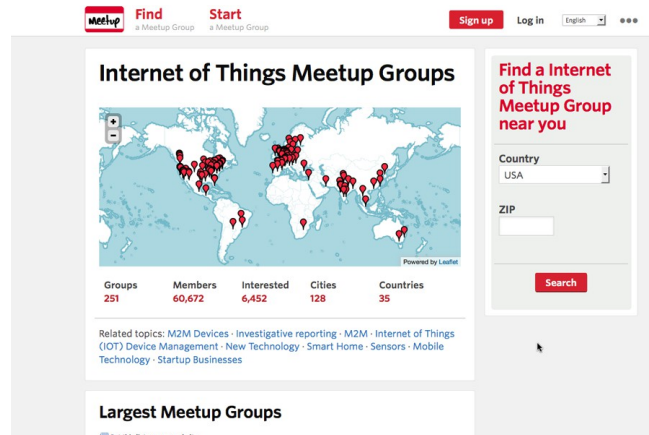 Meetup
Find
a Meetup Group
Start
a Meetup Group
Sign up
Log in
English
Internet of Things Meetup Groups
+
-
Powered by Leaflet
Groups
Members
Interested
Cities
Countries
251
60,672
6,452
128
35
Related topics: M2M Devices · Investigative reporting · M2M · Internet of Things
(IOT) Device Management · New Technology · Smart Home · Sensors · Mobile
Technology · Startup Businesses
Largest Meetup Groups
Find a Internet
of Things
Meetup Group
near you
Country
USA
ZIP
Search